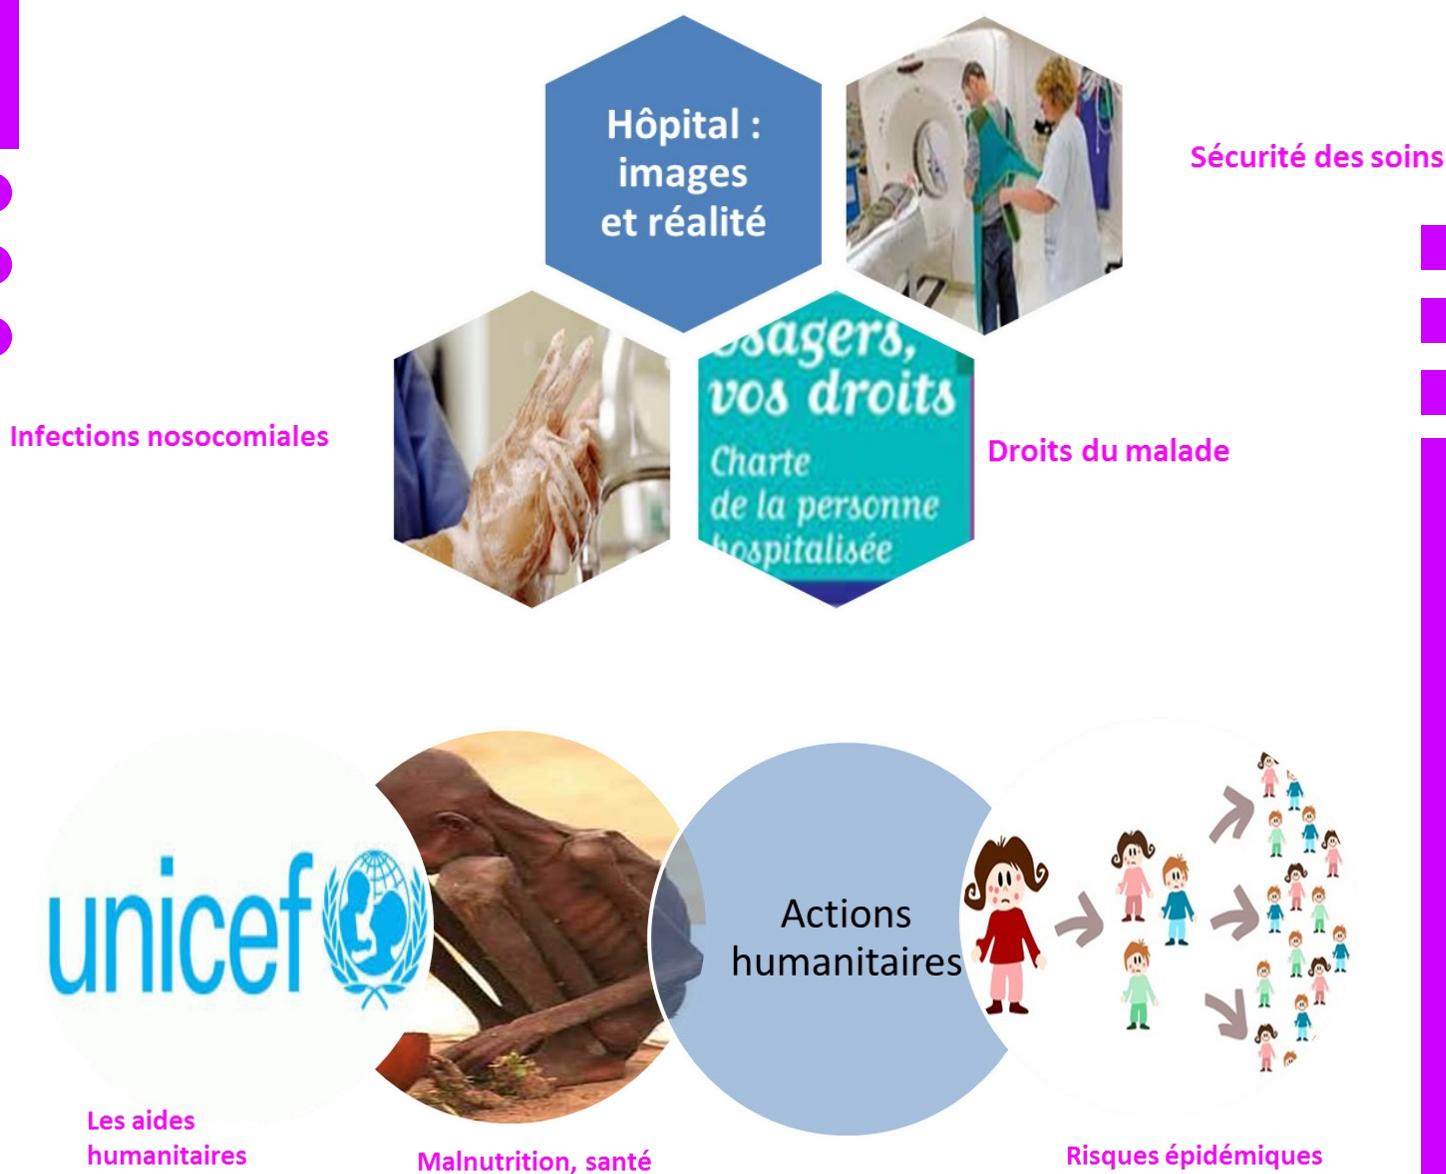 Hôpital :
images
et réalité
Sécurité des soins
usagers,
vos droits
Charte
de la personne
hospitalisée
Infections nosocomiales
Droits du malade
unicef
Actions
humanitaires
Les aides
humanitaires
Malnutrition, santé
Risques épidémiques